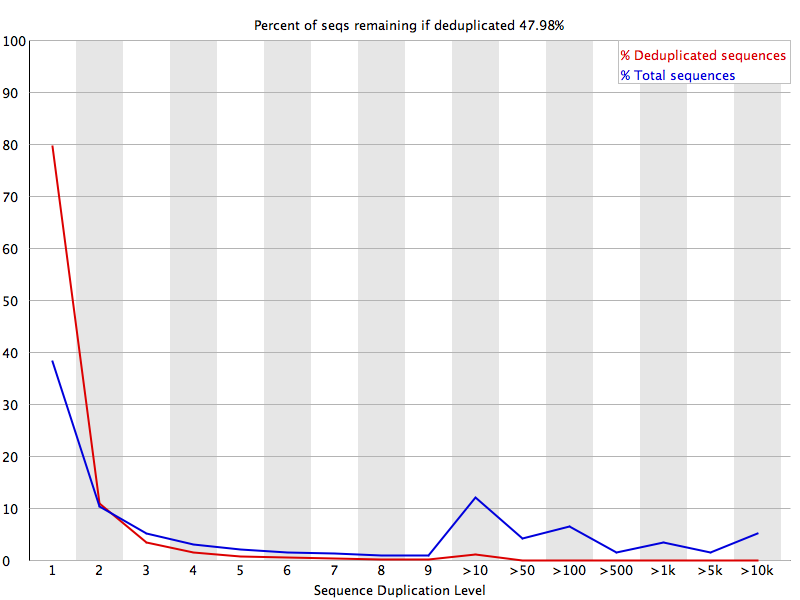 Percent of seqs remaining if deduplicated 47.98%
% Deduplicated sequences
% Total sequences
100
90
80
70
60
50
40
30
20
10
0
1 2 3 4 5 6 7 8 9 >10 >50 >100 >500 >1k >5k >10k
Sequence Duplication Level